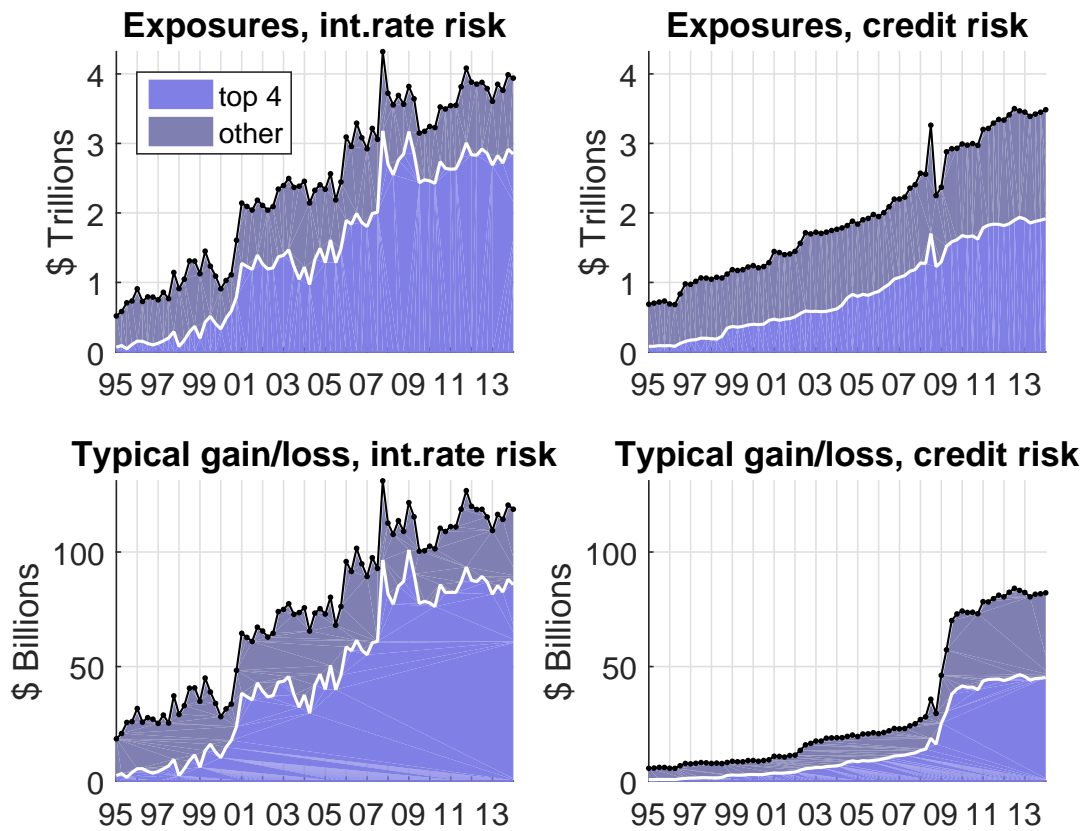 Exposures, int.rate risk
$ Trillions
4
3
2
1
0
top 4
other
95 97 99 01 03 05 07 09 11 13
Exposures, credit risk
$ Trillions
4
3
2
1
0
95 97 99 01 03 05 07 09 11 13
Typical gain/loss, int.rate risk
$ Billions
100
50
0
95 97 99 01 03 05 07 09 11 13
Typical gain/loss, credit risk
$ Billions
100
50
0
95 97 99 01 03 05 07 09 11 13